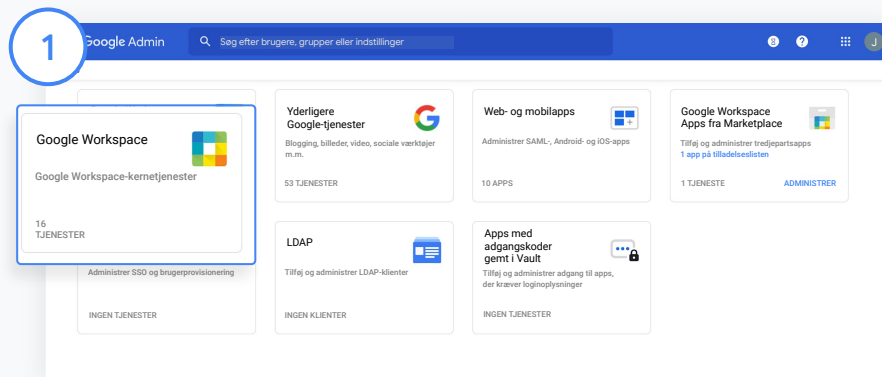 1
Google Admin
Søg efter brugere, grupper eller indstillinger
8
?
J
Google Workspace
Google Workspace-kernetjenester
16
TJENESTER
Yderligere
Google-tjenester
Blogging, billeder, video, sociale værktøjer
m.m.
53 TJENESTER
Web- og mobilapps
Administrer SAML-, Android- og iOS-apps
10 APPS
Google Workspace
Apps fra Marketplace
Tilføj og administrer tredjepartsapps
1 app på tilladelseslisten
1 TJENESTE
ADMINISTRER
Administrer SSO og brugerprovisionering
INGEN TJENESTER
LDAP
Tilføj og administrer LDAP-klienter
INGEN KLIENTER
Apps med
adgangskoder
gemt i Vault
Tilføj og administrer adgang til apps,
der kræver loginoplysninger
INGEN TJENESTER